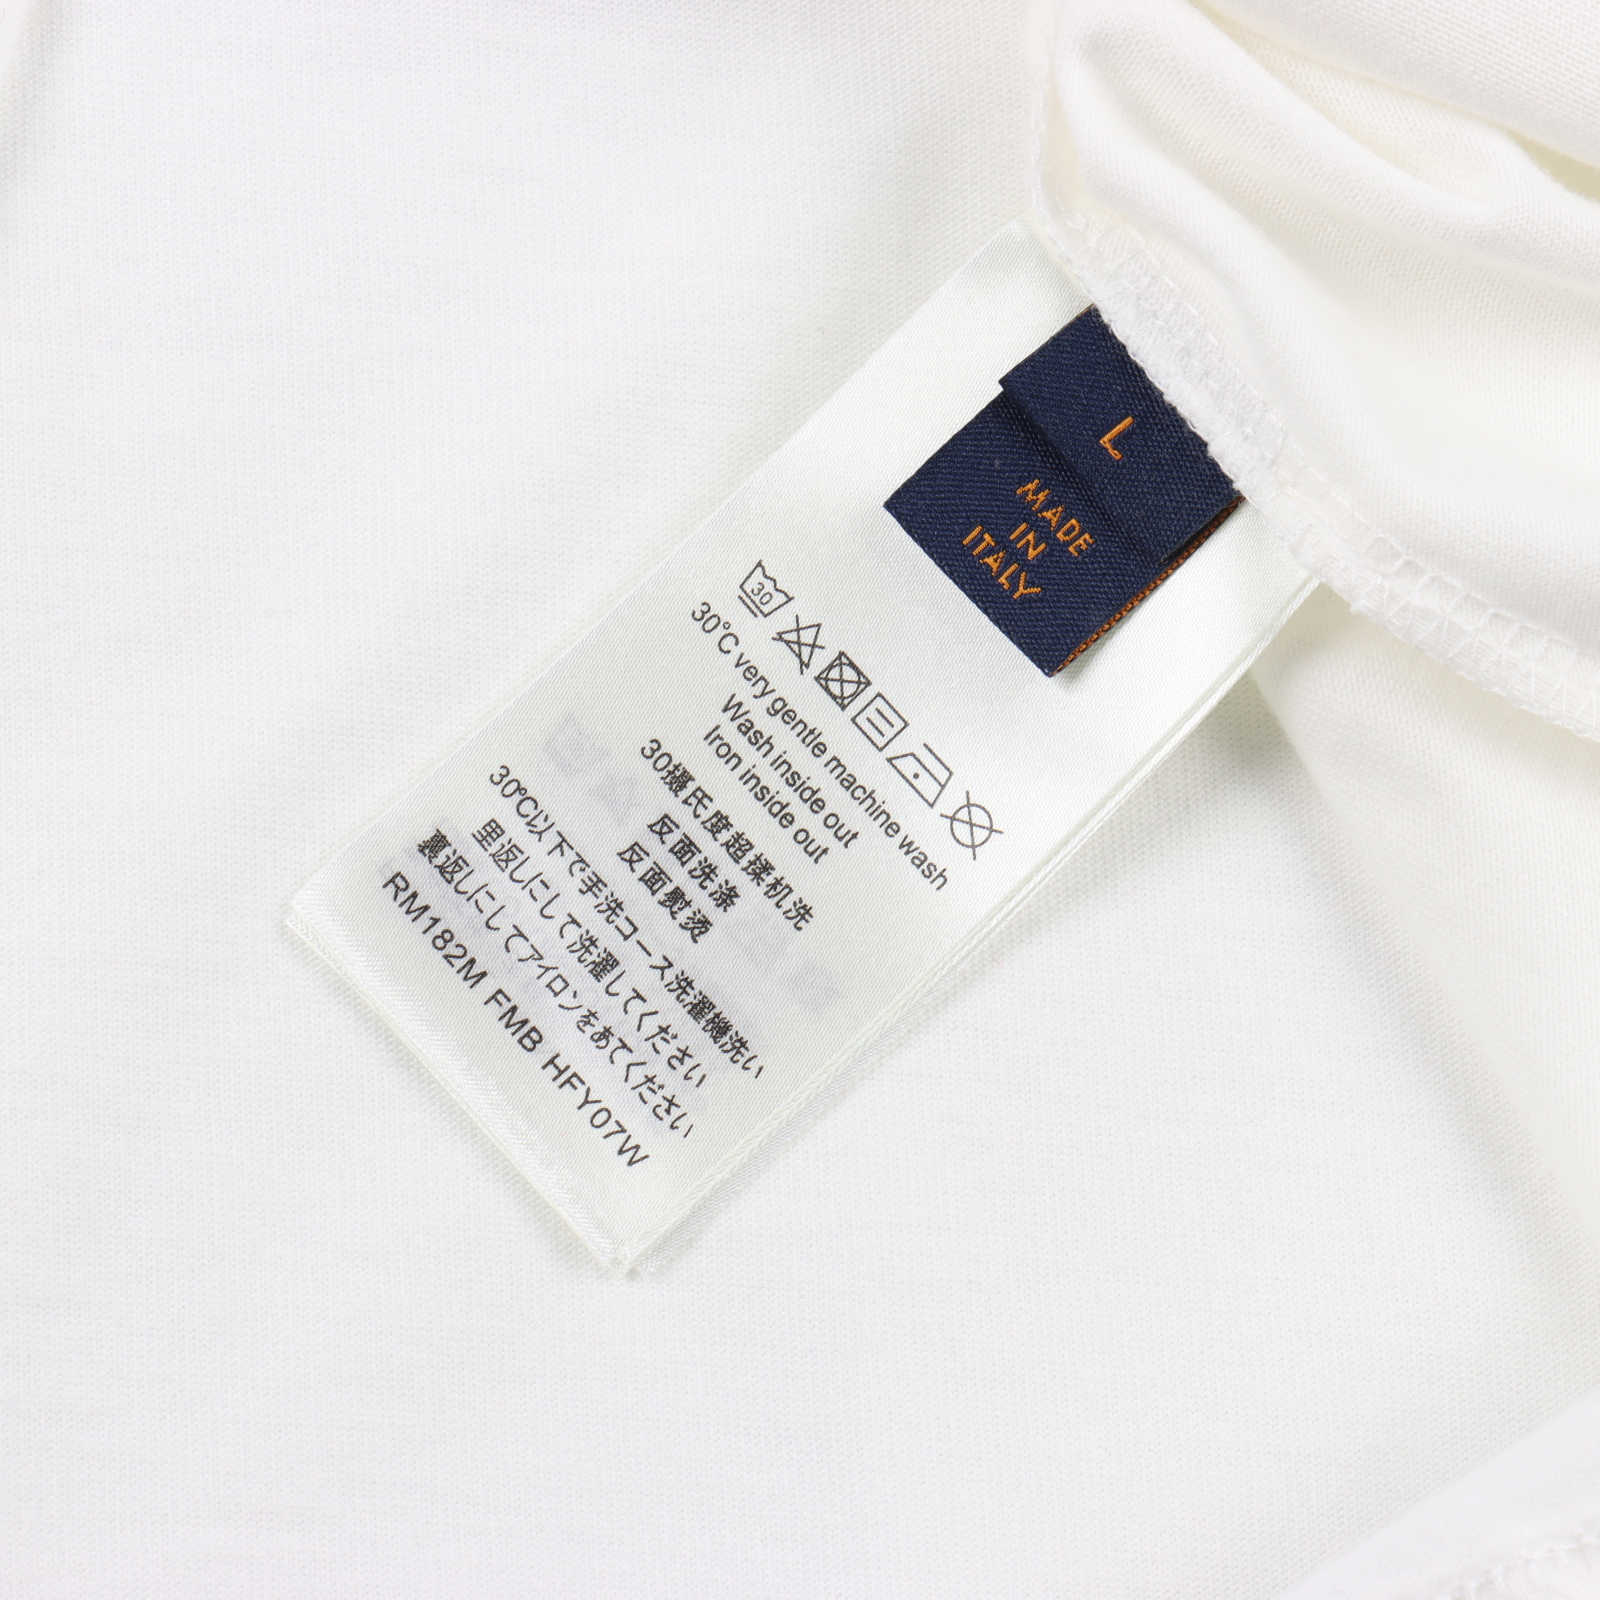 L
MADE
IN
ITALY
30
30°C very gentle machine wash
Wash inside out
Iron inside out
30摄氏度超揉机洗
反面洗涤
反面熨烫
30℃以下で手洗コース洗濯機洗い
里返しにして洗濯してください
裏返しにしてアイロンをあてください
RM182M FMB HFY07W